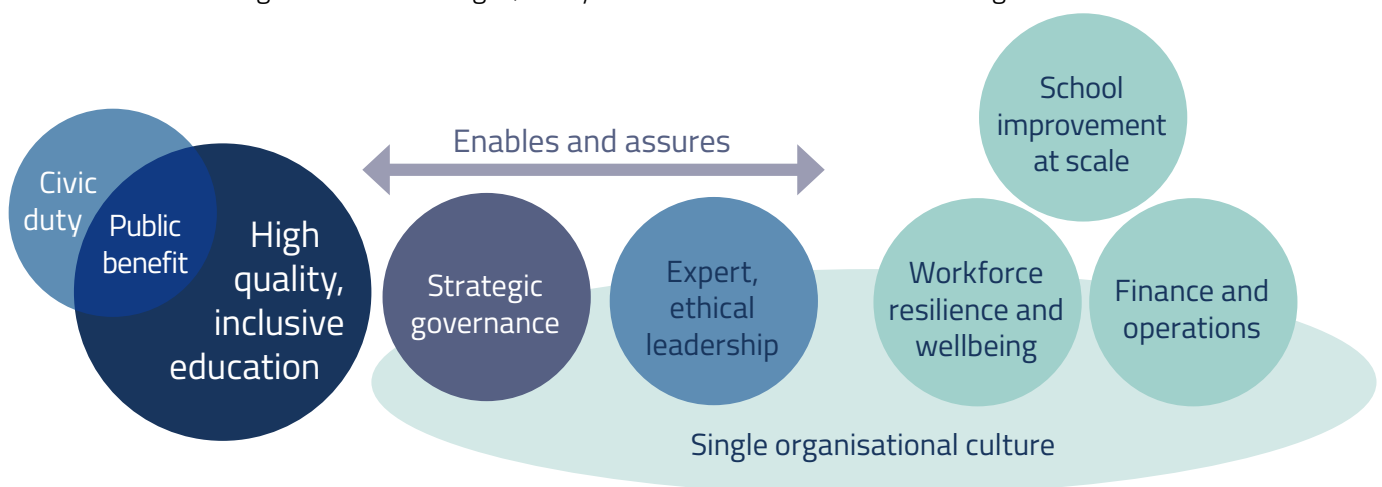 Civic
duty
Public
benefit
High
quality,
inclusive
education
Enables and assures
Strategic
governance
Expert,
ethical
leadership
School
improvement
at scale
Workforce
resilience and
wellbeing
Finance and
operations
Single organisational culture